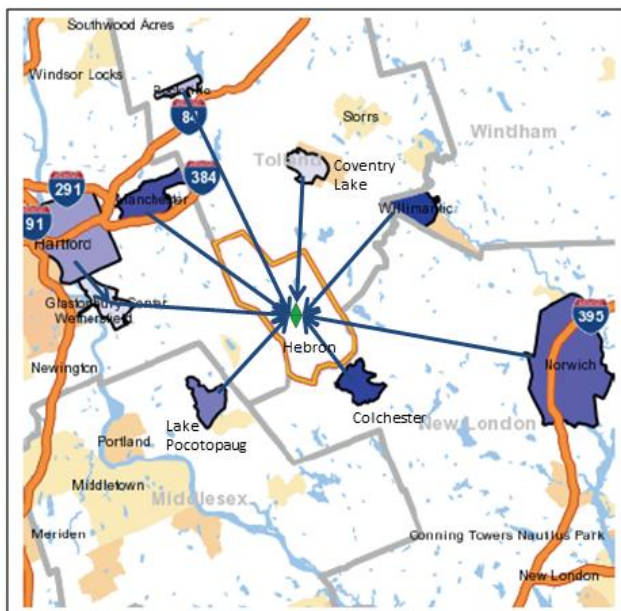 Southwood Acres
Windsor Locks
84
Storrs
Windham
Tolland
Coventry
Lake
291
384
Manchester
Willimantic
91
Hartford
Glastonbury Center
Wethersfield
395
Hebron
Newington
Norwich
Lake
Pocotopaug
Colchester
New London
Portland
Middletown
Middlesex
Meriden
Conning Towers Nautilus Park
New London